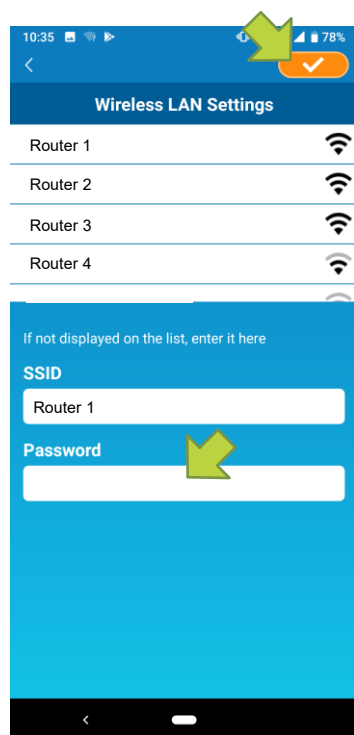 10:35 78%
Wireless LAN Settings
Router 1
Router 2
Router 3
Router 4
If not displayed on the list, enter it here
SSID
Router 1
Password